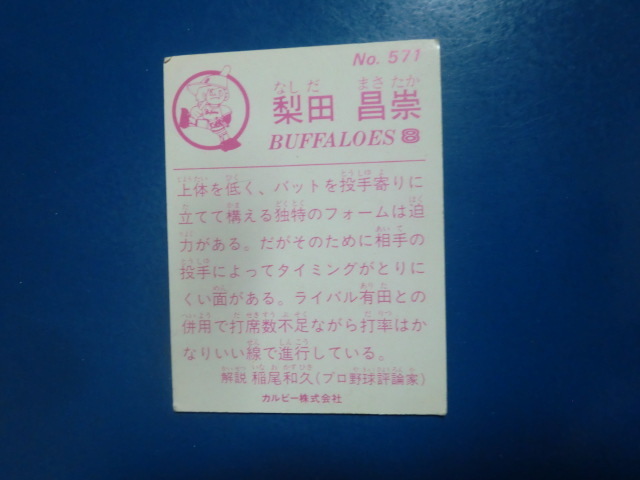 No. 571
なしだ まさたか
梨田 昌崇
BUFFALOES 8
上体を低く、バットを投手寄りに
立てて構える独特のフォームは迫
力がある。だがそのために相手の
投手によってタイミングがとりに
くい面がある。ライバル有田との
併用で打席数不足ながら打率はか
なりいい線で進行している。
解説 稲尾和久(プロ野球評論家)
カルビー株式会社